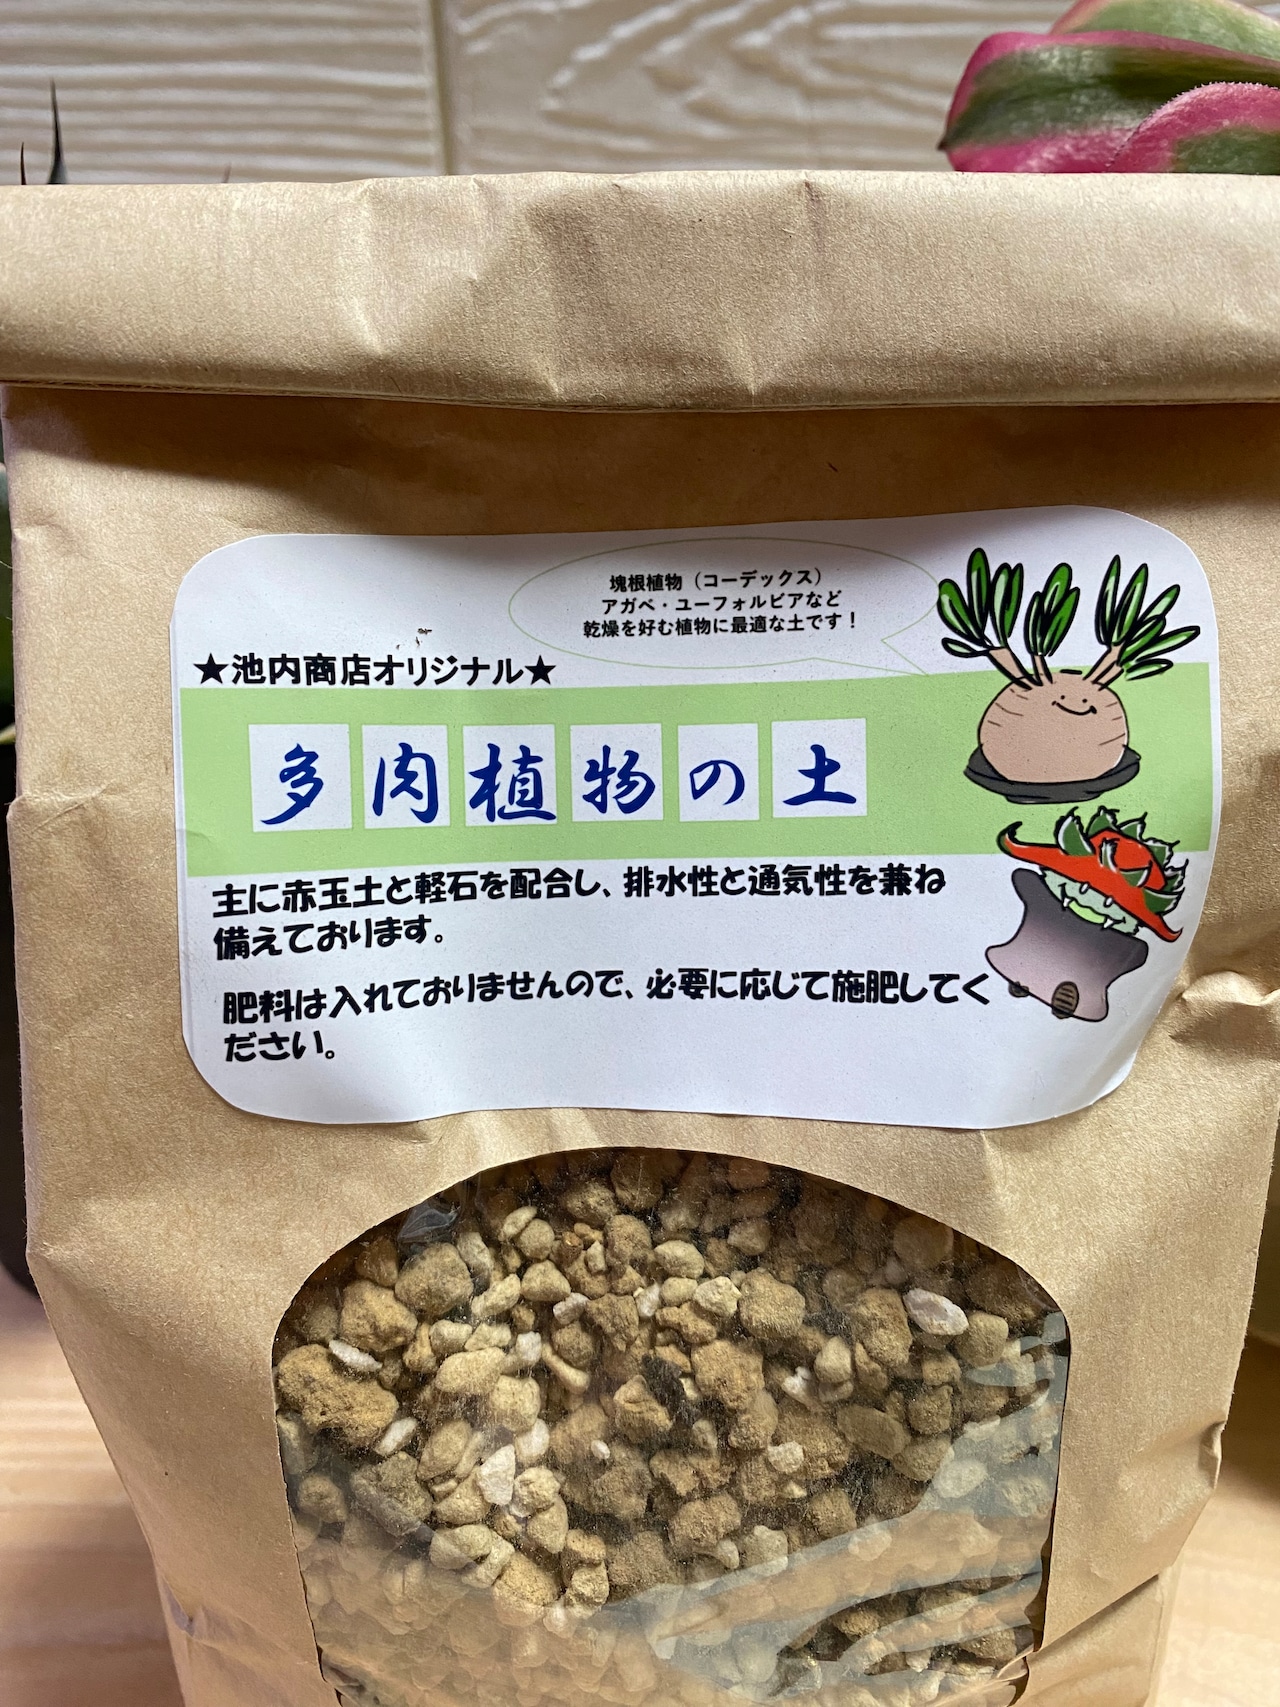 塊根植物（コーデックス）
アガベ・ユーフォルビアなど
乾燥を好む植物に最適な土です！
★池内商店オリジナル★
多肉植物の土
主に赤玉土と軽石を配合し、排水性と通気性を兼ね
備えております。
肥料は入れておりませんので、必要に応じて施肥してく
ださい。